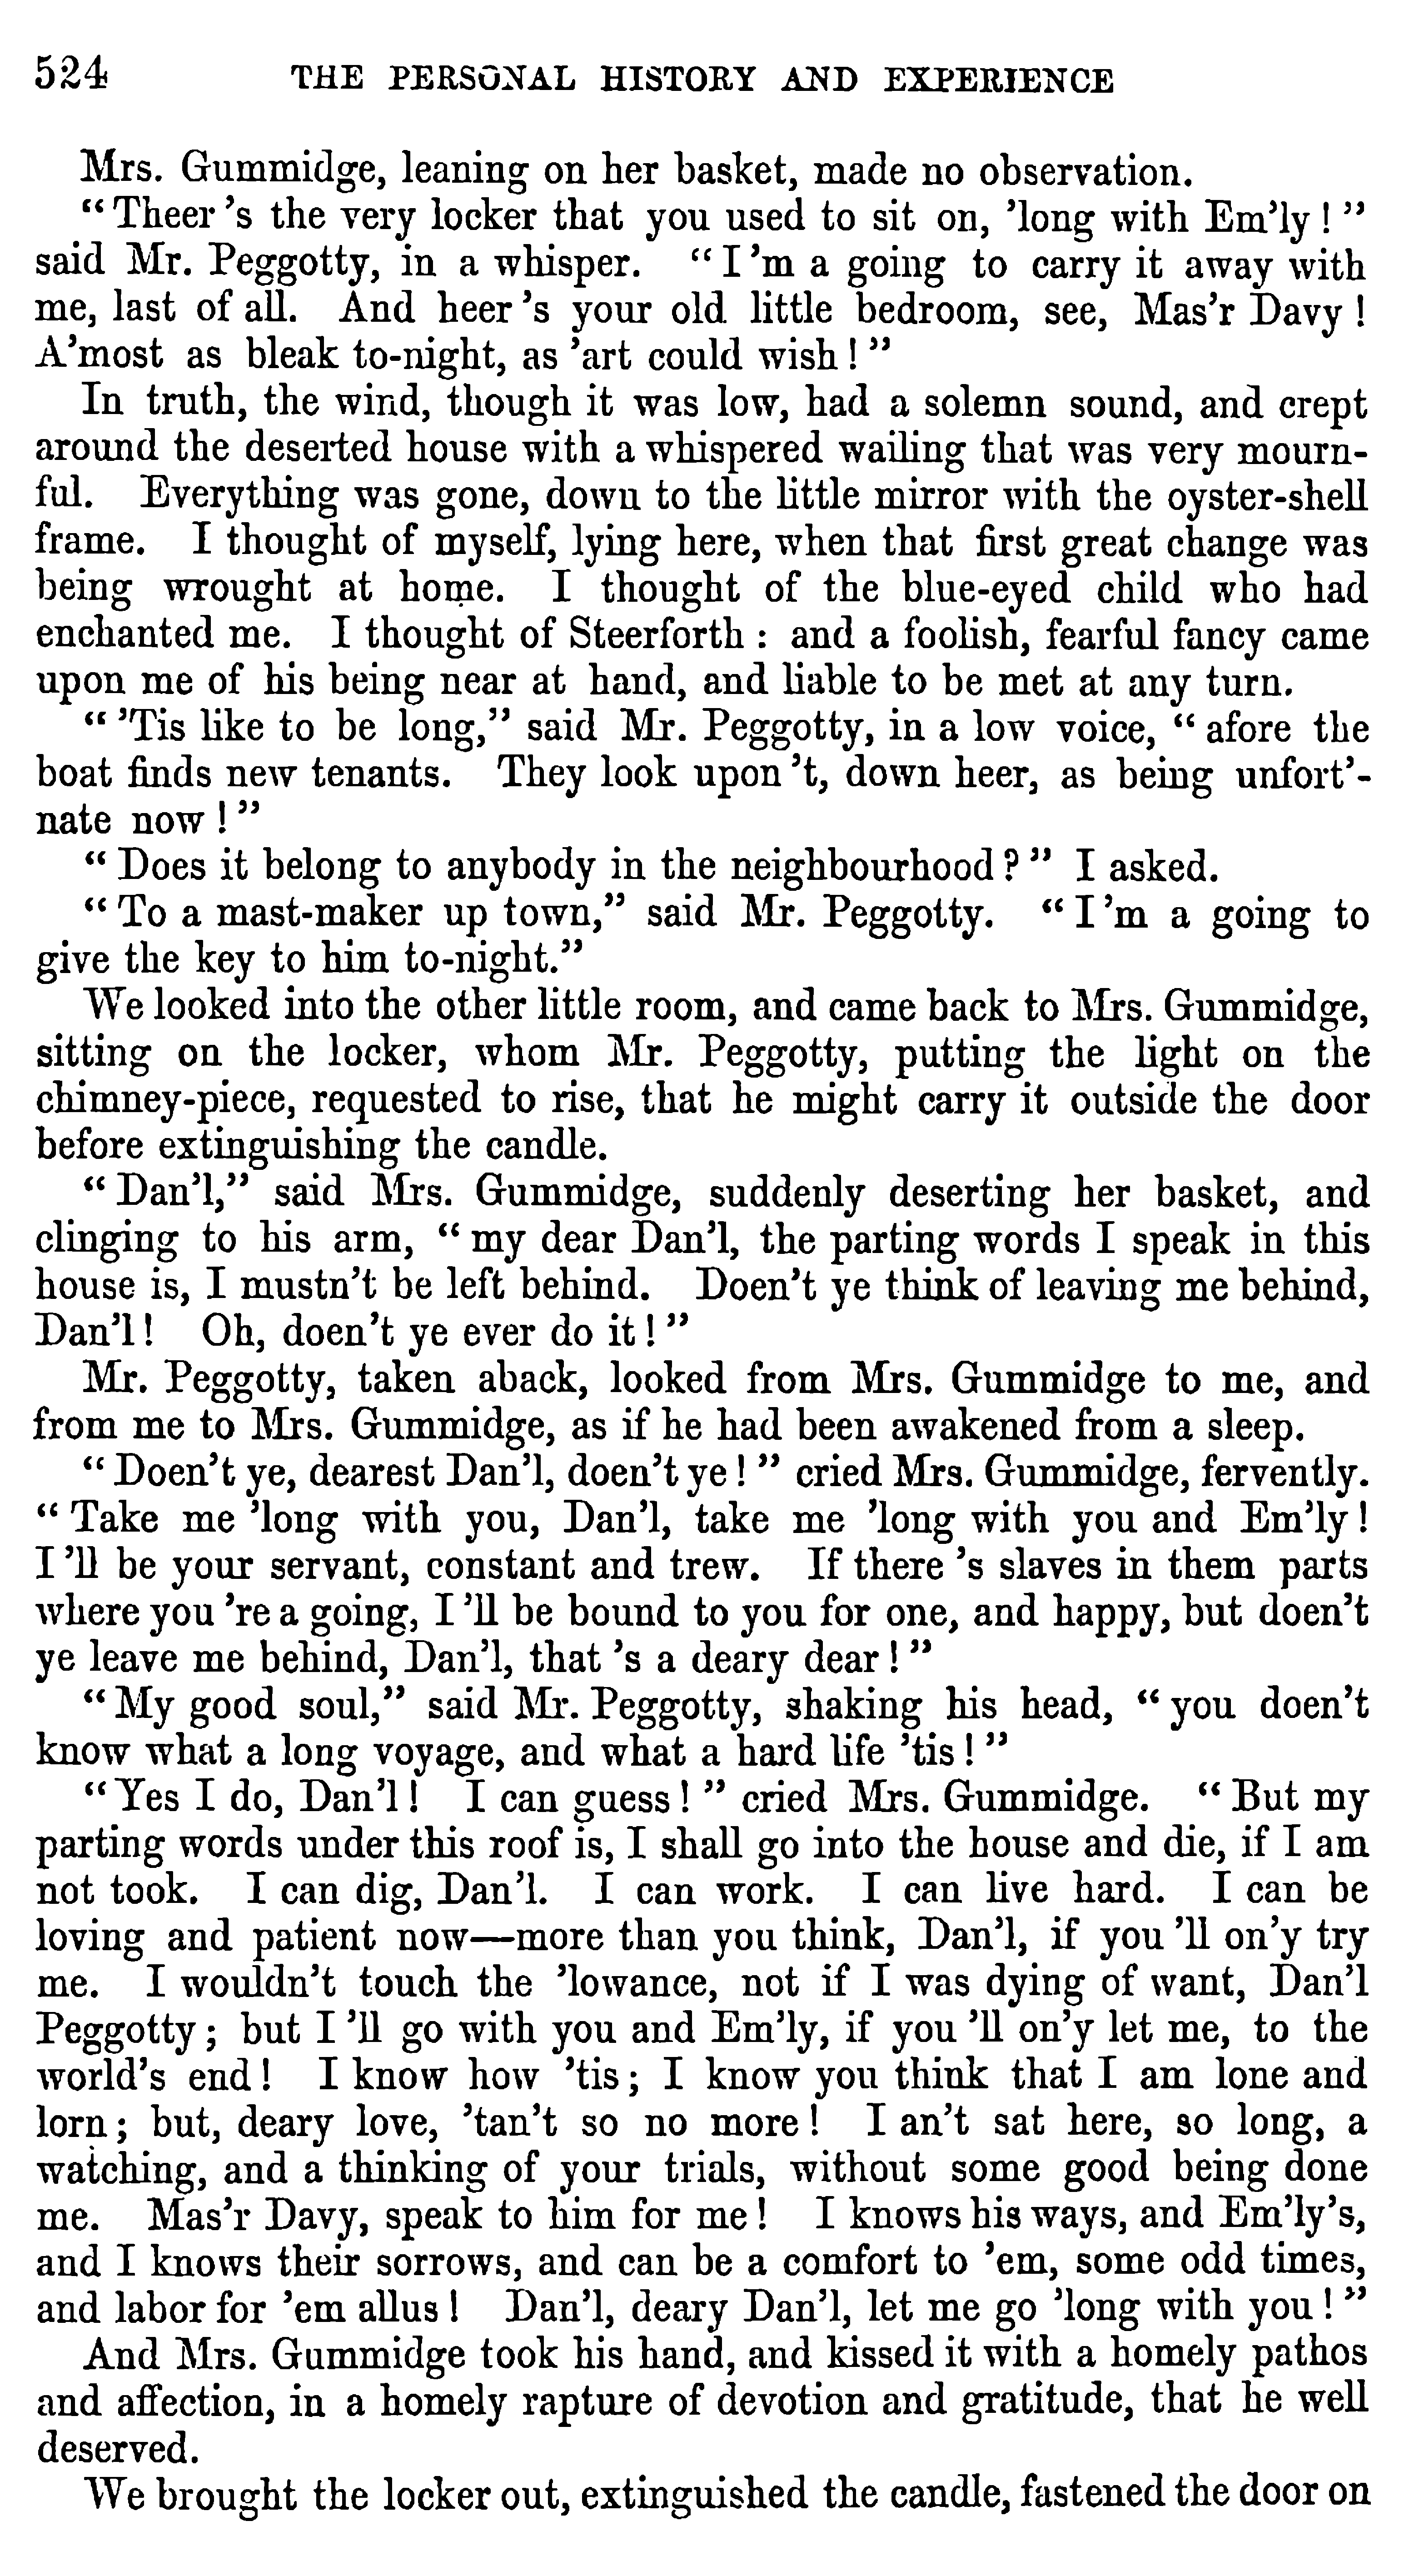 524 THE PERSONAL HISTORY AND EXPERIENCE
Mrs. Gummidge, leaning on her basket, made no observation.
“Theer’s the very locker that you used to sit on, ’long with Em’ly!”
said Mr. Peggotty, in a whisper. “I’m a going to carry it away with
me, last of all. And heer’s your old little bedroom, see, Mas’r Davy!
A’most as bleak to-night, as ’art could wish!”
In truth, the wind, though it was low, had a solemn sound, and crept
around the deserted house with a whispered wailing that was very mourn-
ful. Everything was gone, down to the little mirror with the oyster-shell
frame. I thought of myself, lying here, when that first great change was
being wrought at home. I thought of the blue-eyed child who had
enchanted me. I thought of Steerforth: and a foolish, fearful fancy came
upon me of his being near at hand, and liable to be met at any turn.
“’Tis like to be long,” said Mr. Peggotty, in a low voice, “afore the
boat finds new tenants. They look upon’t, down heer, as being unfort’-
nate now!”
“Does it belong to anybody in the neighbourhood?” I asked.
“To a mast-maker up town,” said Mr. Peggotty. “I’m a going to
give the key to him to-night.”
We looked into the other little room, and came back to Mrs. Gummidge,
sitting on the locker, whom Mr. Peggotty, putting the light on the
chimney-piece, requested to rise, that he might carry it outside the door
before extinguishing the candle.
“Dan’l,” said Mrs. Gummidge, suddenly deserting her basket, and
clinging to his arm, “my dear Dan’l, the parting words I speak in this
house is, I mustn’t be left behind. Doen’t ye think of leaving me behind,
Dan’l! Oh, doen’t ye ever do it!”
Mr. Peggotty, taken aback, looked from Mrs. Gummidge to me, and
from me to Mrs. Gummidge, as if he had been awakened from a sleep.
“Doen’t ye, dearest Dan’l, doen’t ye!” cried Mrs. Gummidge, fervently.
“Take me ’long with you, Dan’l, take me ’long with you and Em’ly!
I’ll be your servant, constant and trew. If there’s slaves in them parts
where you’re a going, I’ll be bound to you for one, and happy, but doen’t
ye leave me behind, Dan’l, that’s a deary dear!”
“My good soul,” said Mr. Peggotty, shaking his head, “you doen’t
know what a long voyage, and what a hard life ’tis!”
“Yes I do, Dan’l! I can guess!” cried Mrs. Gummidge. “But my
parting words under this roof is, I shall go into the house and die, if I am
not took. I can dig, Dan’l. I can work. I can live hard. I can be
loving and patient now—more than you think, Dan’l, if you’ll on’y try
me. I wouldn’t touch the ’lowance, not if I was dying of want, Dan’l
Peggotty; but I’ll go with you and Em’ly, if you’ll on’y let me, to the
world’s end! I know how ’tis; I know you think that I am lone and
lorn; but, deary love, ’tan’t so no more! I an’t sat here, so long, a
watching, and a thinking of your trials, without some good being done
me. Mas’r Davy, speak to him for me! I knows his ways, and Em’ly’s,
and I knows their sorrows, and can be a comfort to ’em, some odd times,
and labor for ’em allus! Dan’l, deary Dan’l, let me go ’long with you!”
And Mrs. Gummidge took his hand, and kissed it with a homely pathos
and affection, in a homely rapture of devotion and gratitude, that he well
deserved.
We brought the locker out, extinguished the candle, fastened the door on